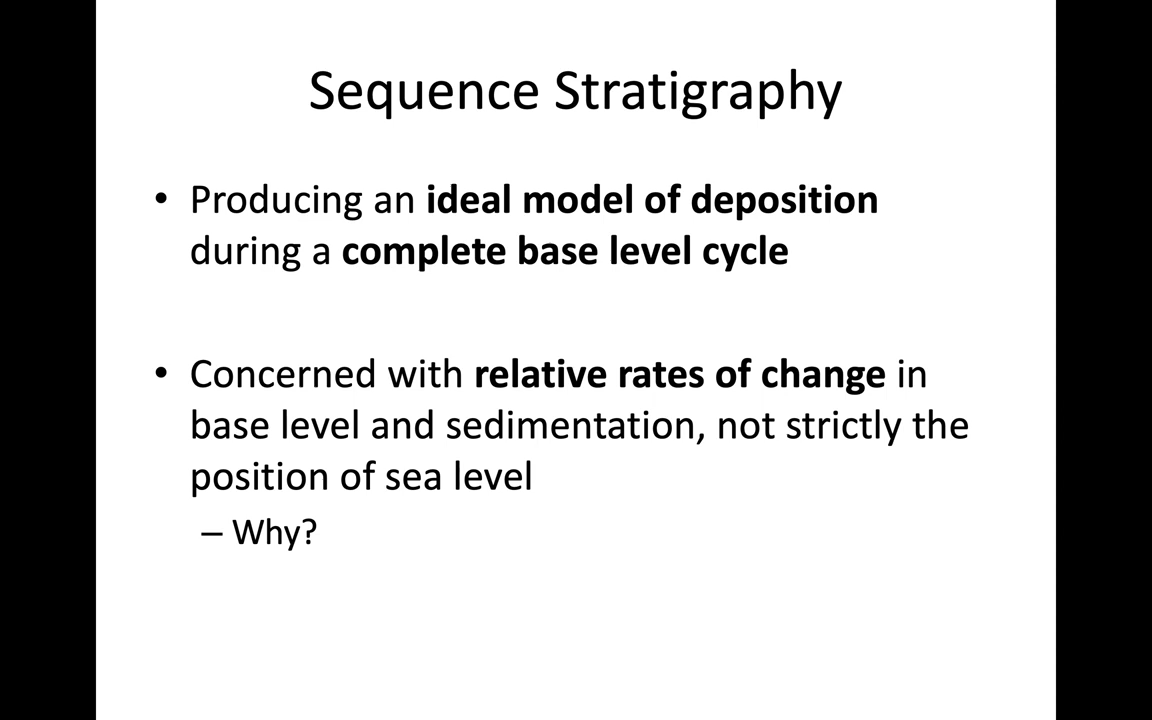 Sequence Stratigraphy
• Producing an ideal model of deposition
during a complete base level cycle
• Concerned with relative rates of change in
base level and sedimentation, not strictly the
position of sea level
– Why?